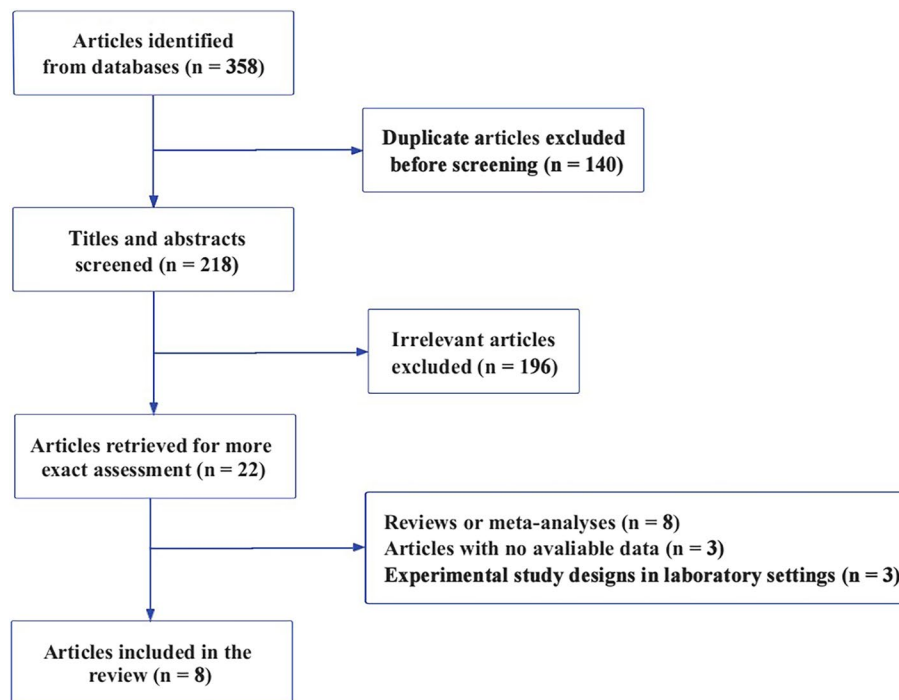 Articles identified
from databases (n = 358)
Duplicate articles excluded
before screening (n = 140)
Titles and abstracts
screened (n = 218)
Irrelevant articles
excluded (n = 196)
Articles retrieved for more
exact assessment (n = 22)
Reviews or meta-analyses (n = 8)
Articles with no avaliable data (n = 3)
Experimental study designs in laboratory settings (n = 3)
Articles included in the
review (n = 8)